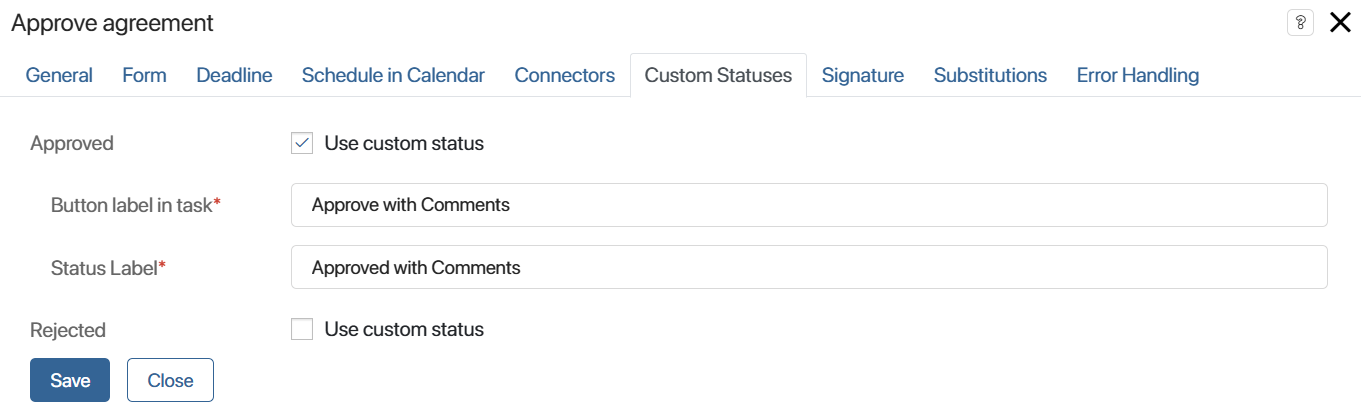 Approve agreement ?
General Form Deadline Schedule in Calendar Connectors Custom Statuses Signature Substitutions Error Handling
Approved Use custom status
Button label in task* Approve with Comments
Status Label* Approved with Comments
Rejected Use custom status
Save Close